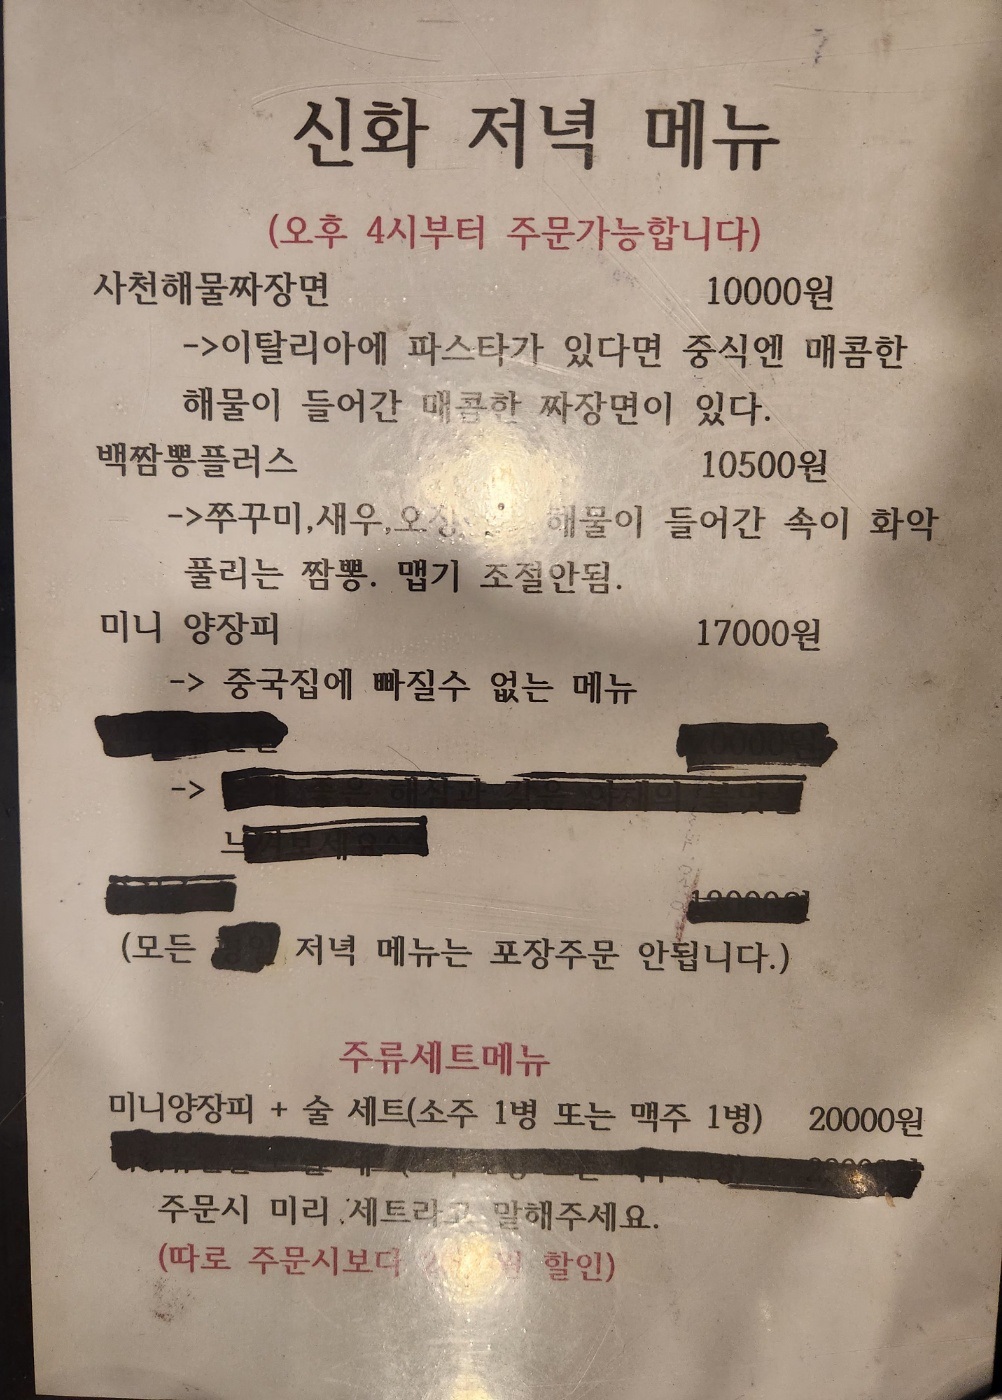 신화 저녁 메뉴
(오후 4시부터 주문가능합니다)
사천해물짜장면 10000원
->이탈리아에 파스타가 있다면 중식엔 매콤한
해물이 들어간 매콤한 짜장면이 있다.
백짬뽕플러스 10500원
->쭈꾸미,새우, 해물이 들어간 속이 화악
풀리는 짬뽕. 맵기 조절안됨.
미니 양장피 17000원
-> 중국집에 빠질수 없는 메뉴
->
(모든 저녁 메뉴는 포장주문 안됩니다.)
주류세트메뉴
미니양장피 + 술 세트(소주 1병 또는 맥주 1병) 20000원
주문시 미리 세트라고 말해주세요.
(따로 주문시보다 할인)